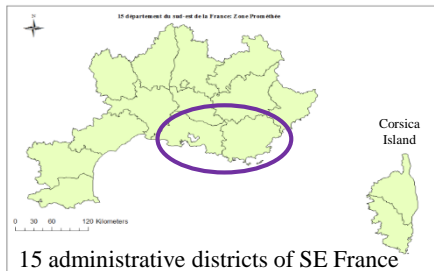 N
15 département du sud-est de la France: Zone Prométhée
Corsica
Island
0 30 60 120 Kilometers
15 administrative districts of SE France